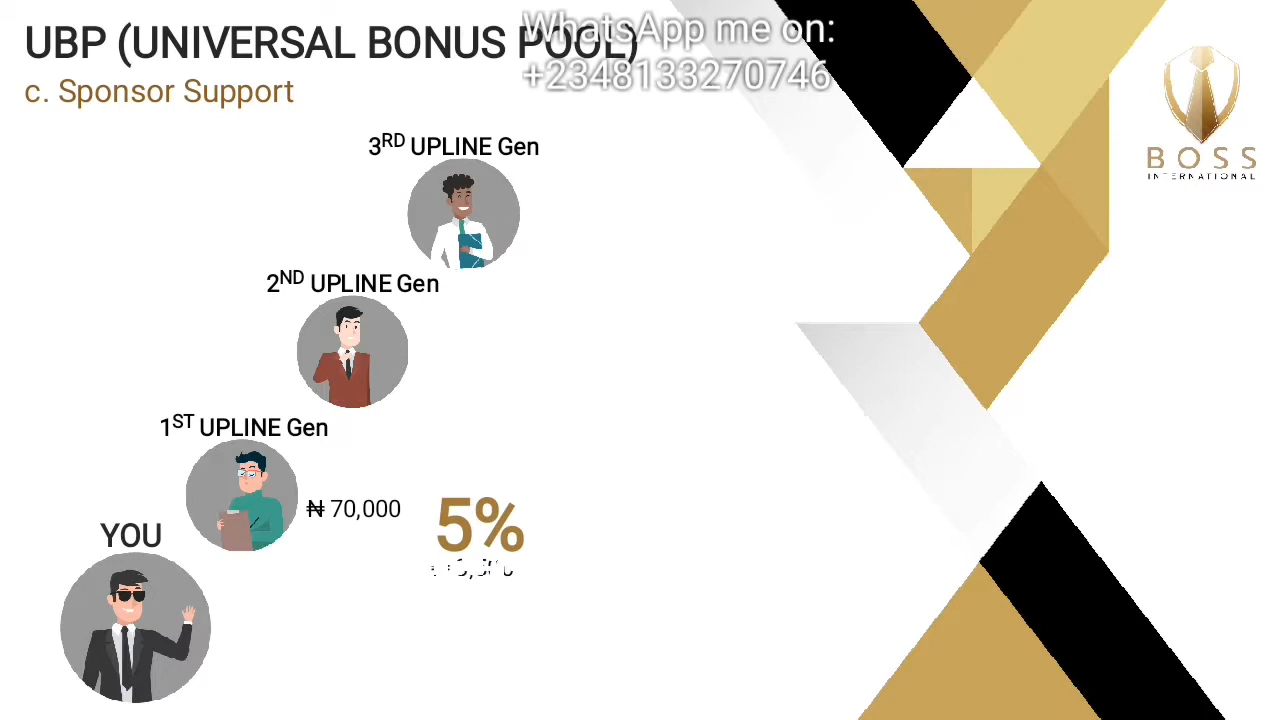 UBP (UNIVERSAL BONUS POOL)
WhatsApp me on:
+2348133270746
c. Sponsor Support
BOSS
INTERNATIONAL
3RD UPLINE Gen
2ND UPLINE Gen
1ST UPLINE Gen
₦ 70,000
5%
YOU